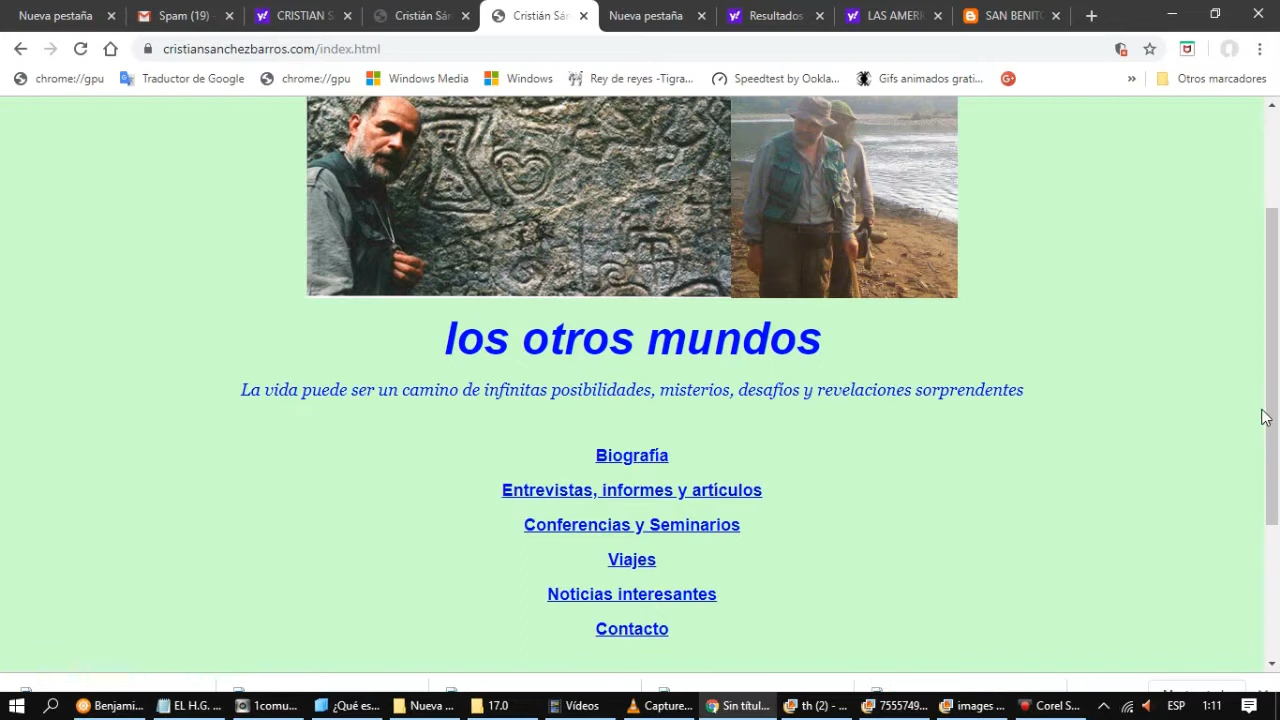 Nueva pestaña
Spam (19) -
CRISTIAN S
Cristián Sán
Cristián Sán
Nueva pestaña
Resultados
LAS AMERI
SAN BENITO
cristiansanchezbarros.com/index.html
chrome://gpu
Traductor de Google
chrome://gpu
Windows Media
Windows
Rey de reyes -Tigra...
Speedtest by Ookla...
Gifs animados grati...
Otros marcadores
los otros mundos
La vida puede ser un camino de infinitas posibilidades, misterios, desafíos y revelaciones sorprendentes
Biografía
Entrevistas, informes y artículos
Conferencias y Seminarios
Viajes
Noticias interesantes
Contacto
Benjami...
EL H.G. ...
1comu...
¿Qué es...
Nueva ...
17.0
Vídeos
Capture...
Sin títul...
th (2) - ...
7555749...
images ...
Corel S...
ESP
1:11